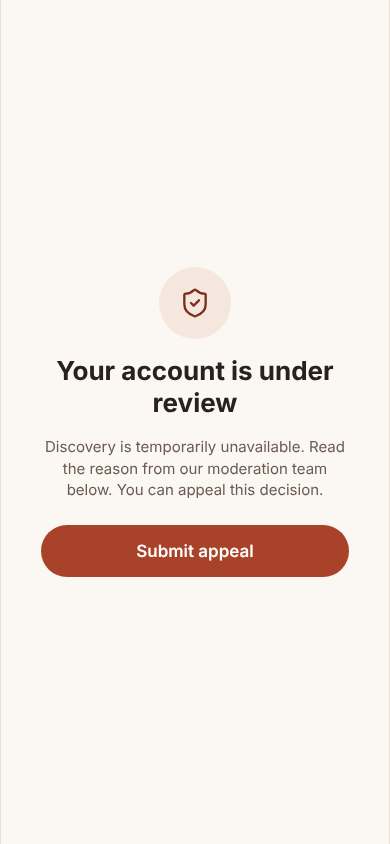 Your account is under
review
Discovery is temporarily unavailable. Read
the reason from our moderation team
below. You can appeal this decision.
Submit appeal